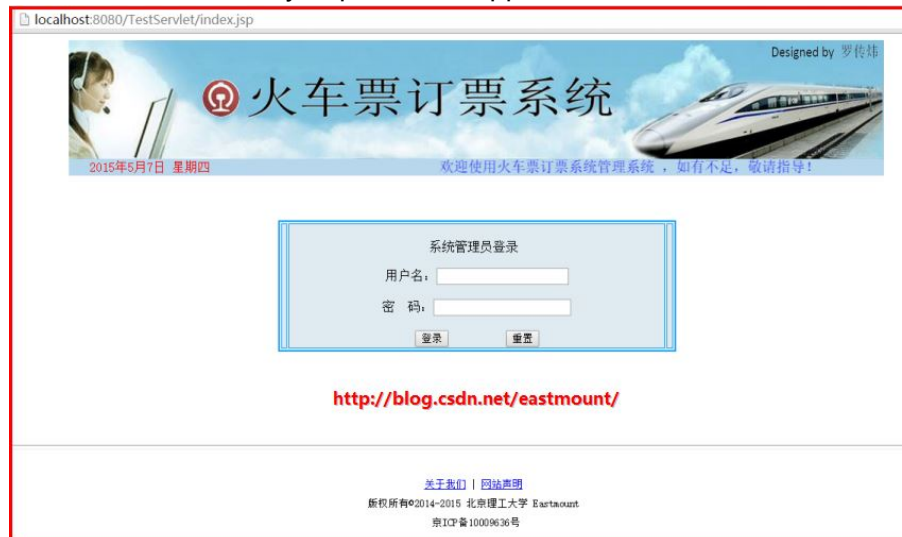 localhost:8080/TestServlet/index.jsp
Designed by 罗传炜
火车票订票系统
2015年5月7日 星期四 欢迎使用火车票订票系统管理系统 ，如有不足，敬请指导！
系统管理员登录
用户名：
密 码：
登录 重置
http://blog.csdn.net/eastmount/
关于我们 | 网站声明
版权所有©2014-2015 北京理工大学 Eastmount
京ICP备10009636号